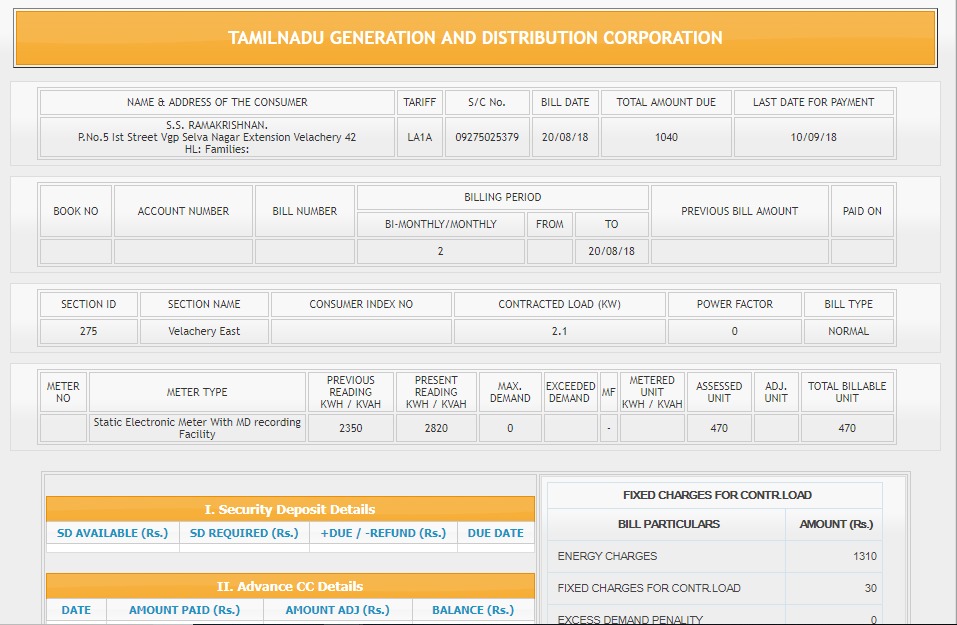 TAMILNADU GENERATION AND DISTRIBUTION CORPORATION
NAME & ADDRESS OF THE CONSUMER TARIFF S/C No. BILL DATE TOTAL AMOUNT DUE LAST DATE FOR PAYMENT
S.S. RAMAKRISHNAN.
P.No.5 Ist Street Vgp Selva Nagar Extension Velachery 42 LA1A 09275025379 20/08/18 1040 10/09/18
HL: Families:
BILLING PERIOD
BOOK NO ACCOUNT NUMBER BILL NUMBER PREVIOUS BILL AMOUNT PAID ON
BI-MONTHLY/MONTHLY FROM TO
2 20/08/18
SECTION ID SECTION NAME CONSUMER INDEX NO CONTRACTED LOAD (KW) POWER FACTOR BILL TYPE
275 Velachery East 2.1 0 NORMAL
METER NO METER TYPE PREVIOUS READING KWH / KVAH PRESENT READING KWH / KVAH MAX. DEMAND EXCEEDED DEMAND MF METERED UNIT KWH / KVAH ASSESSED UNIT ADJ. UNIT TOTAL BILLABLE UNIT
Static Electronic Meter With MD recording Facility 2350 2820 0 - 470 470
I. Security Deposit Details
SD AVAILABLE (Rs.) SD REQUIRED (Rs.) +DUE / -REFUND (Rs.) DUE DATE
II. Advance CC Details
DATE AMOUNT PAID (Rs.) AMOUNT ADJ (Rs.) BALANCE (Rs.)
FIXED CHARGES FOR CONTR.LOAD
BILL PARTICULARS AMOUNT (Rs.)
ENERGY CHARGES 1310
FIXED CHARGES FOR CONTR.LOAD 30
EXCESS DEMAND PENALITY 0